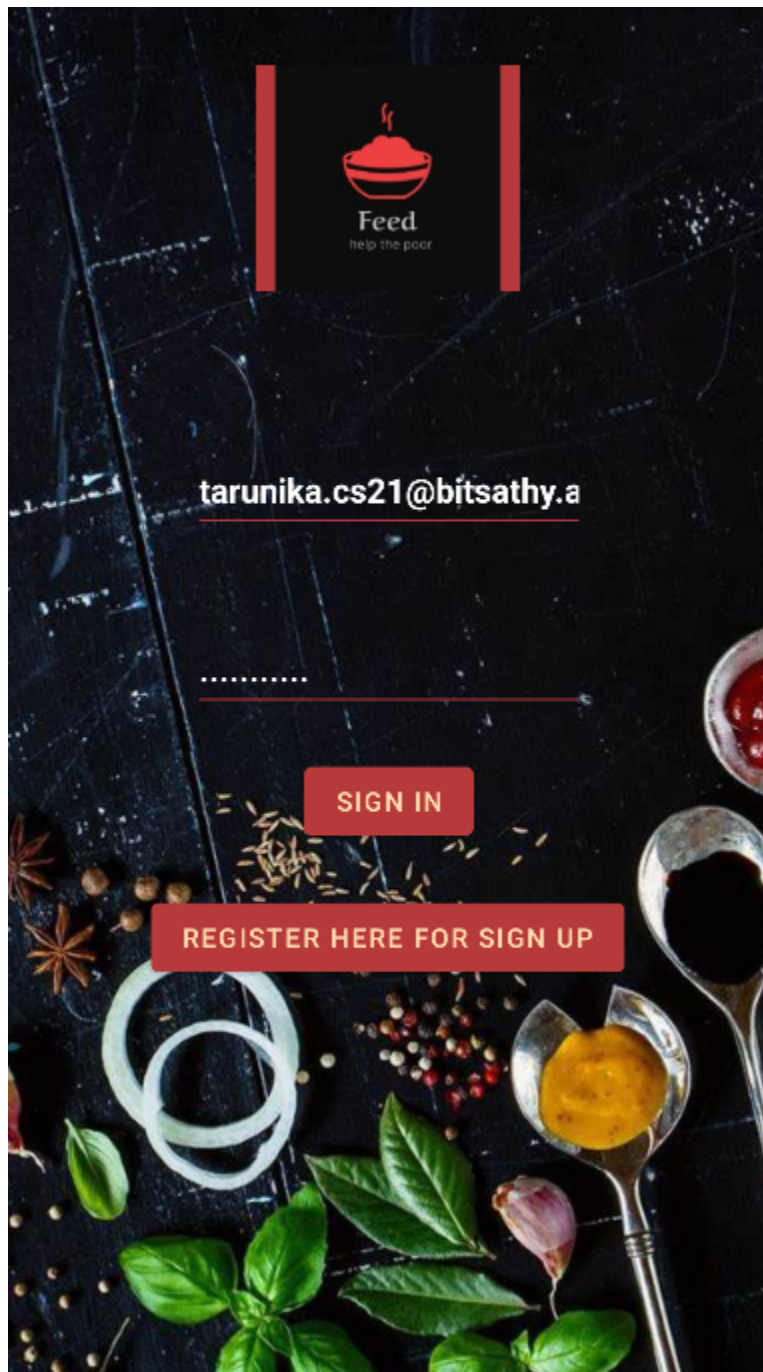 Feed
help the poor
tarunika.cs21@bitsathy.a
...........
SIGN IN
REGISTER HERE FOR SIGN UP